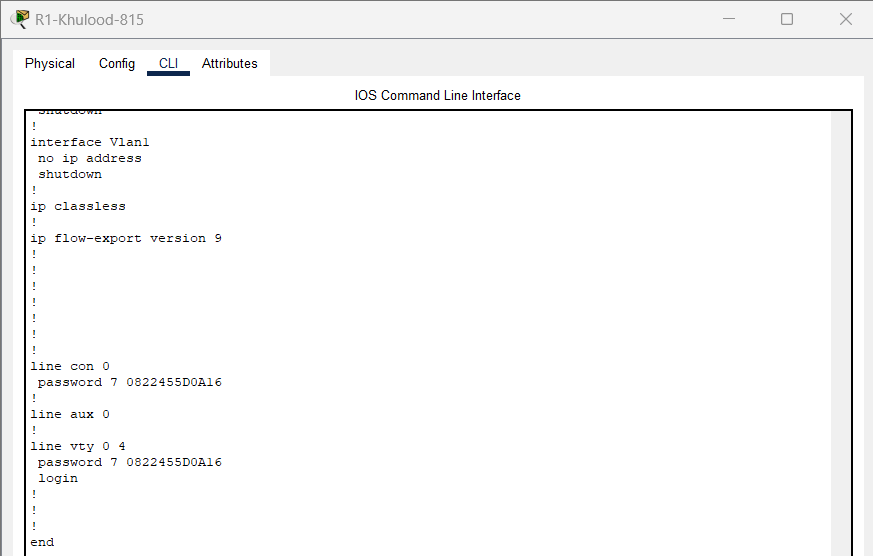 R1-Khulood-815
Physical Config CLI Attributes
IOS Command Line Interface
shutdown
!
interface Vlan1
no ip address
shutdown
!
ip classless
!
ip flow-export version 9
!
!
!
!
!
!
!
line con 0
password 7 0822455D0A16
!
line aux 0
!
line vty 0 4
password 7 0822455D0A16
login
!
!
!
end